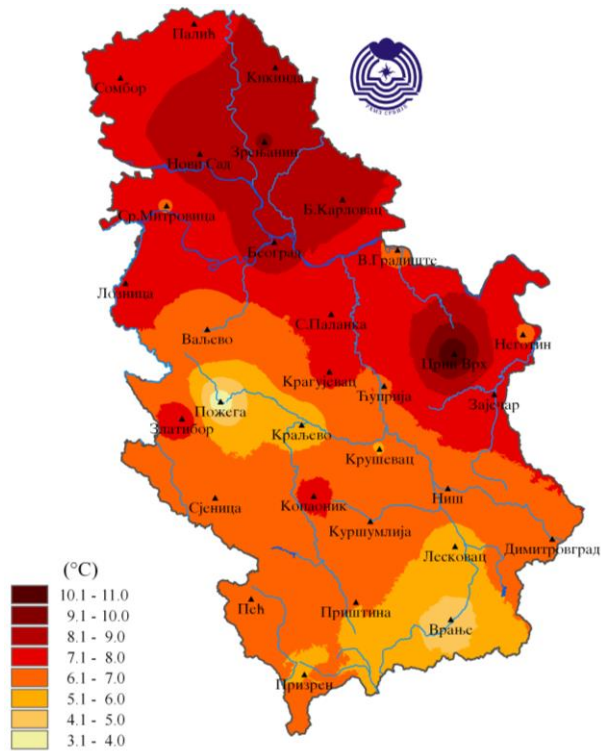 Палић
Сомбор
Кикинда
РХМЗ СРБИЈА
Зрењанин
Нови Сад
Б.Карловац
Ср.Митровица
Београд
В.Градиште
Лозница
С.Паланка
Ваљево
Неготин
Црни Врх
Крагујевац
Ћуприја
Зајечар
Пожега
Златибор
Краљево
Крушевац
Ниш
Сјеница
Копаоник
Куршумлија
Лесковац
Димитровград
(°C)
10.1 - 11.0
9.1 - 10.0
8.1 - 9.0
7.1 - 8.0
6.1 - 7.0
5.1 - 6.0
4.1 - 5.0
3.1 - 4.0
Пећ
Приштина
Врање
Призрен